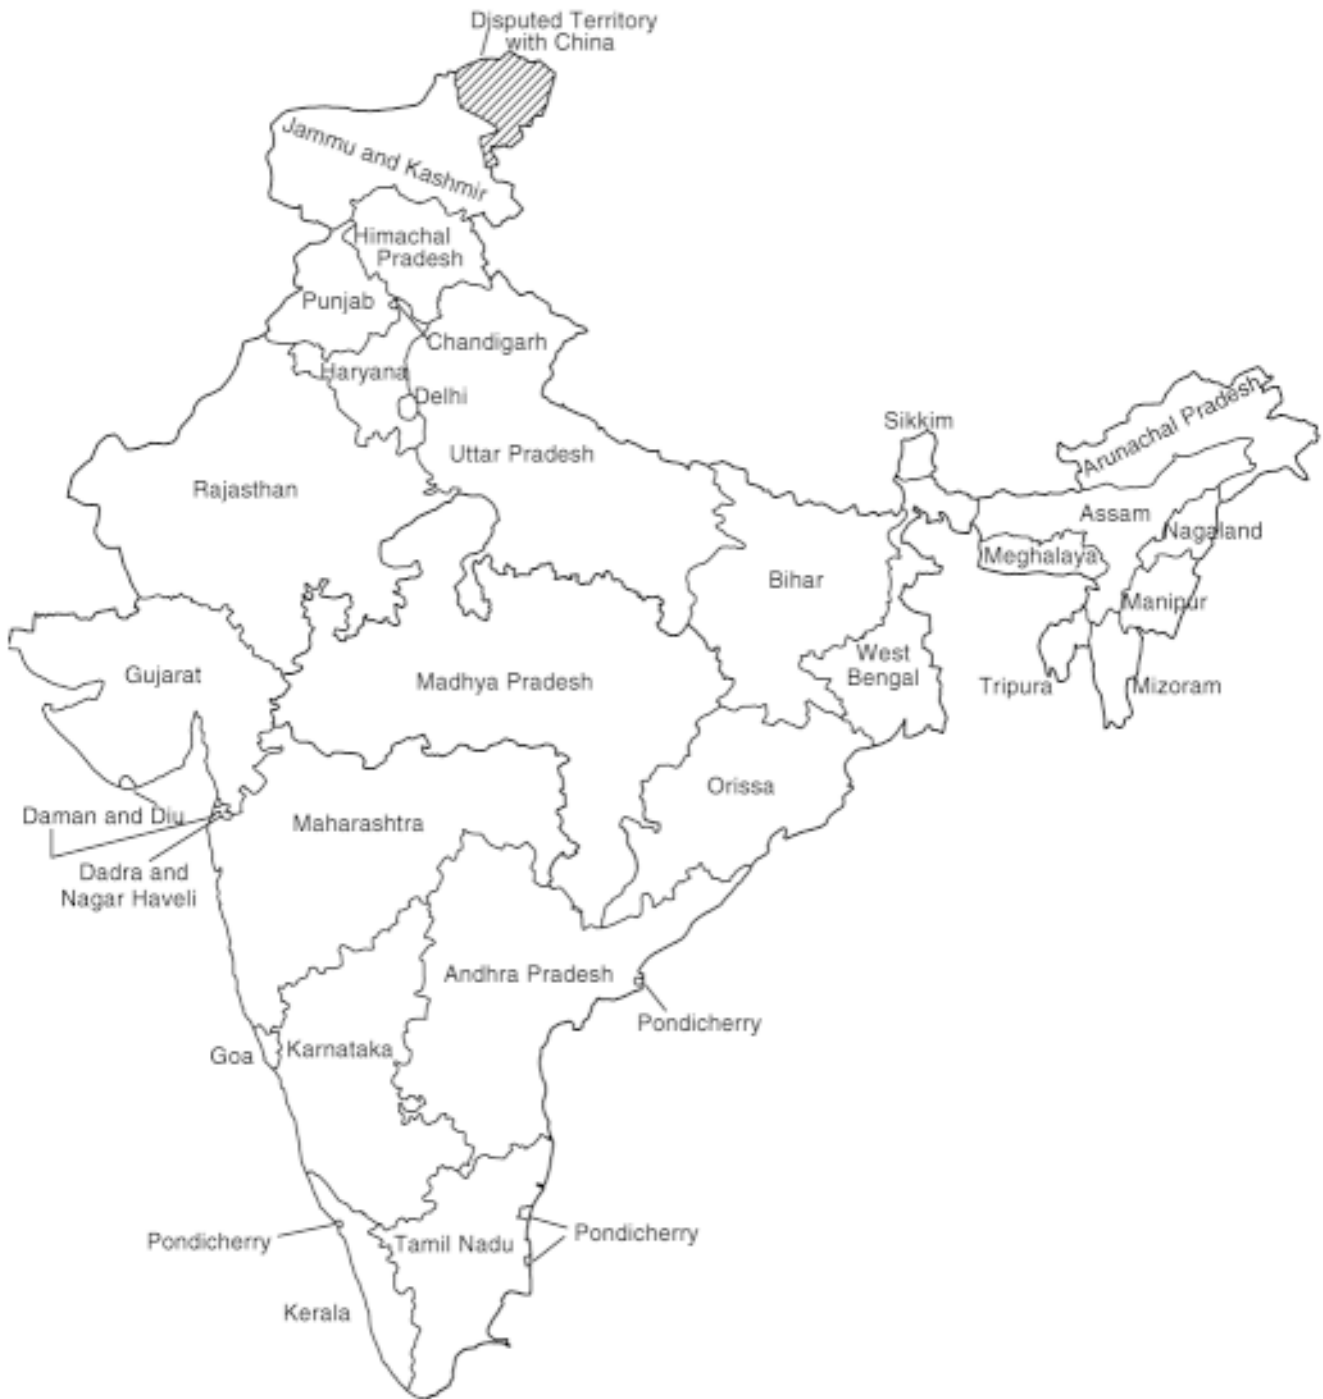 Disputed Territory
with China
Jammu and Kashmir
Himachal
Pradesh
Punjab
Chandigarh
Haryana
Delhi
Sikkim
Arunachal Pradesh
Uttar Pradesh
Rajasthan
Assam
Nagaland
Meghalaya
Bihar
Manipur
Gujarat
Madhya Pradesh
West
Bengal
Tripura
Mizoram
Orissa
Daman and Diu
Maharashtra
Dadra and
Nagar Haveli
Andhra Pradesh
Pondicherry
Goa
Karnataka
Pondicherry
Tamil Nadu
Pondicherry
Kerala